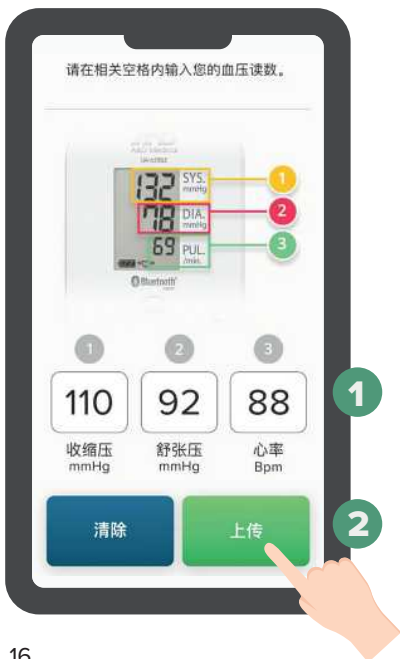 请在相关空格内输入您的血压读数。
A&D Medical
132 SYS. mmHg 1
78 DIA. mmHg 2
69 PUL. /min. 3
Bluetooth
1 2 3
110 92 88 1
收缩压 舒张压 心率
mmHg mmHg Bpm
清除 上传 2
16